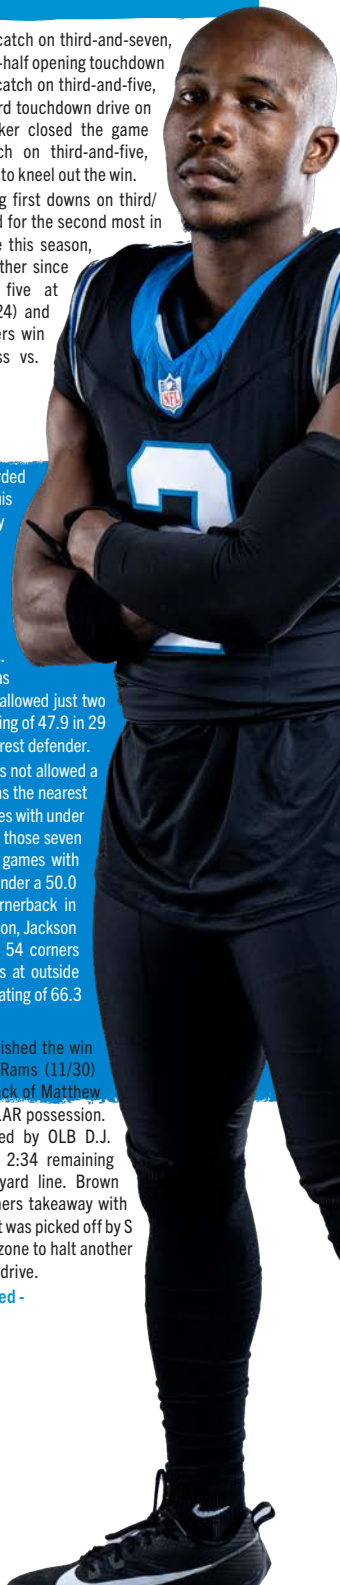 catch on third-and-seven,
-half opening touchdown
catch on third-and-five,
rd touchdown drive on
ker closed the game
ch on third-and-five,
to kneel out the win.
g first downs on third/
d for the second most in
e this season,
ther since
five at
24) and
ers win
ss vs.
NFL
rded
his
y
.
as
allowed just two
ing of 47.9 in 29
rest defender.
s not allowed a
as the nearest
es with under
those seven
games with
nder a 50.0
rnerback in
on, Jackson
54 corners
s at outside
ating of 66.3
ished the win
Rams (11/30)
ack of Matthew
LAR possession.
ed by OLB D.J.
2:34 remaining
yard line. Brown
hers takeaway with
t was picked off by S
zone to halt another
drive.
ed -